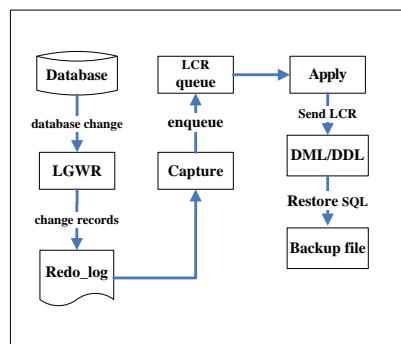 Database
database change
LGWR
change records
Redo_log
LCR
queue
enqueue
Capture
Apply
Send LCR
DML/DDL
Restore SQL
Backup file